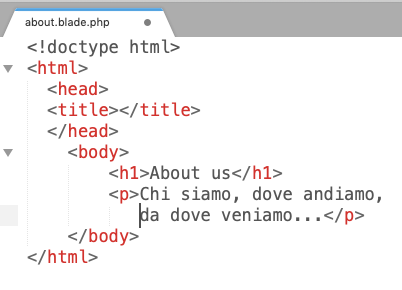 about.blade.php
<!doctype html>
<html>
<head>
<title></title>
</head>
<body>
<h1>About us</h1>
<p>Chi siamo, dove andiamo,
da dove veniamo...</p>
</body>
</html>